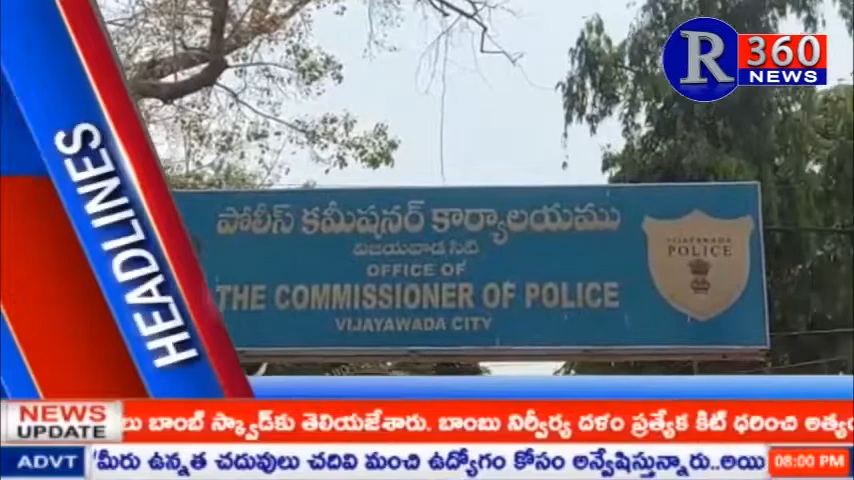 R 360
NEWS
HEADLINES
పోలీస్ కమీషనర్ కార్యాలయము
విజయవాడ సిటి
OFFICE OF
THE COMMISSIONER OF POLICE
VIJAYAWADA CITY
VIJAYAWADA
POLICE
NEWS
UPDATE
లు బాంబ్ స్క్వాడ్‌కు తెలియజేశారు. బాంబు నిర్వీర్య దళం ప్రత్యేక కిట్ ధరించి
ADVT
"మీరు ఉన్నత చదువులు చదివి మంచి ఉద్యోగం కోసం అన్వేషిస్తున్నారు..అయి
08:00 PM